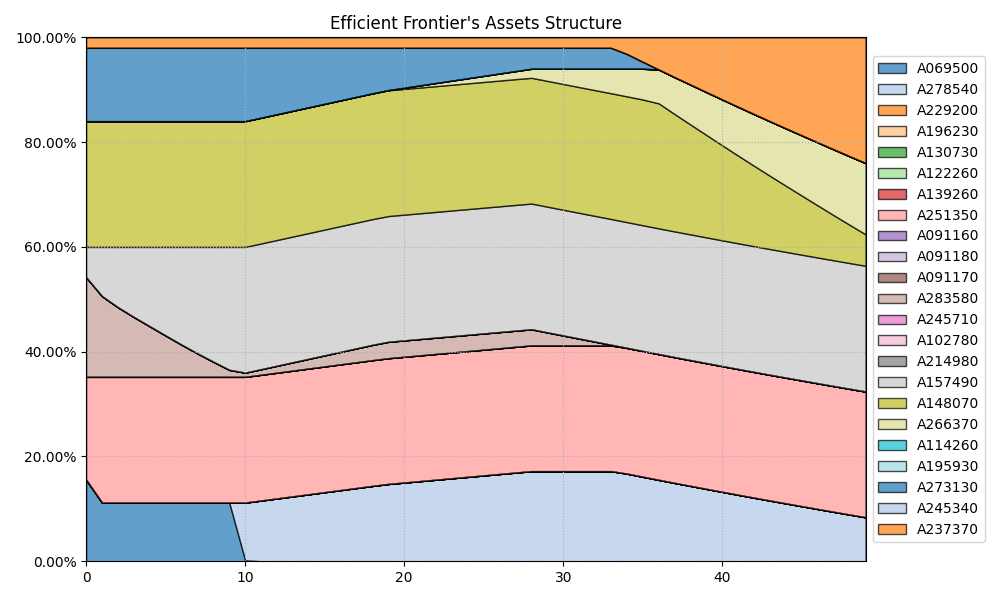 Efficient Frontier's Assets Structure
100.00%
80.00%
60.00%
40.00%
20.00%
0.00%
0 10 20 30 40
A069500
A278540
A229200
A196230
A130730
A122260
A139260
A251350
A091160
A091180
A091170
A283580
A245710
A102780
A214980
A157490
A148070
A266370
A114260
A195930
A273130
A245340
A237370